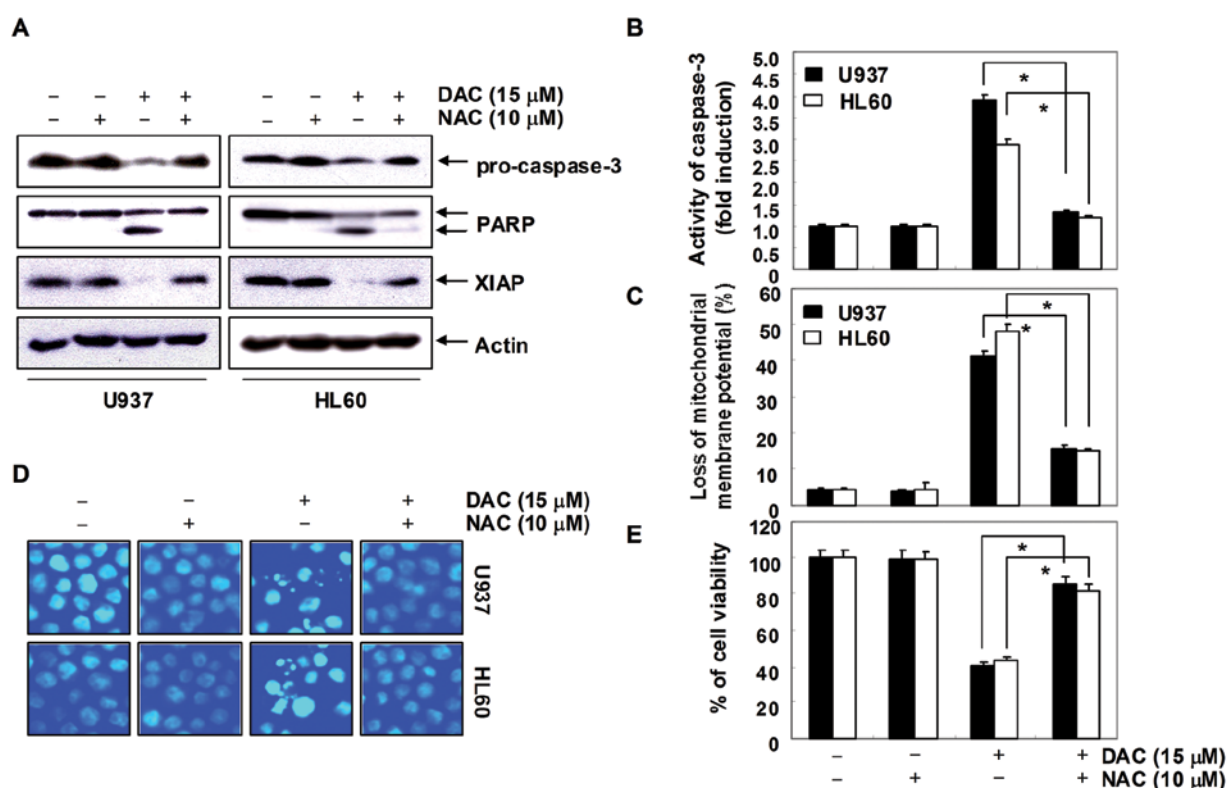 A
– – + + – – + + DAC (15 µM)
– + – + – + – + NAC (10 µM)
pro-caspase-3
PARP
XIAP
Actin
U937 HL60
B
Activity of caspase-3
(fold induction)
5.0
4.5
4.0
3.5
3.0
2.5
1.5
1.0
0.5
0
U937
HL60
*
*
C
Loss of mitochondrial
membrane potential (%)
60
50
40
30
20
10
0
U937
HL60
*
*
D
– – + + DAC (15 µM)
– + – + NAC (10 µM)
U937
HL60
E
% of cell viability
120
100
80
60
40
20
0
*
*
– – + + DAC (15 µM)
– + – + NAC (10 µM)